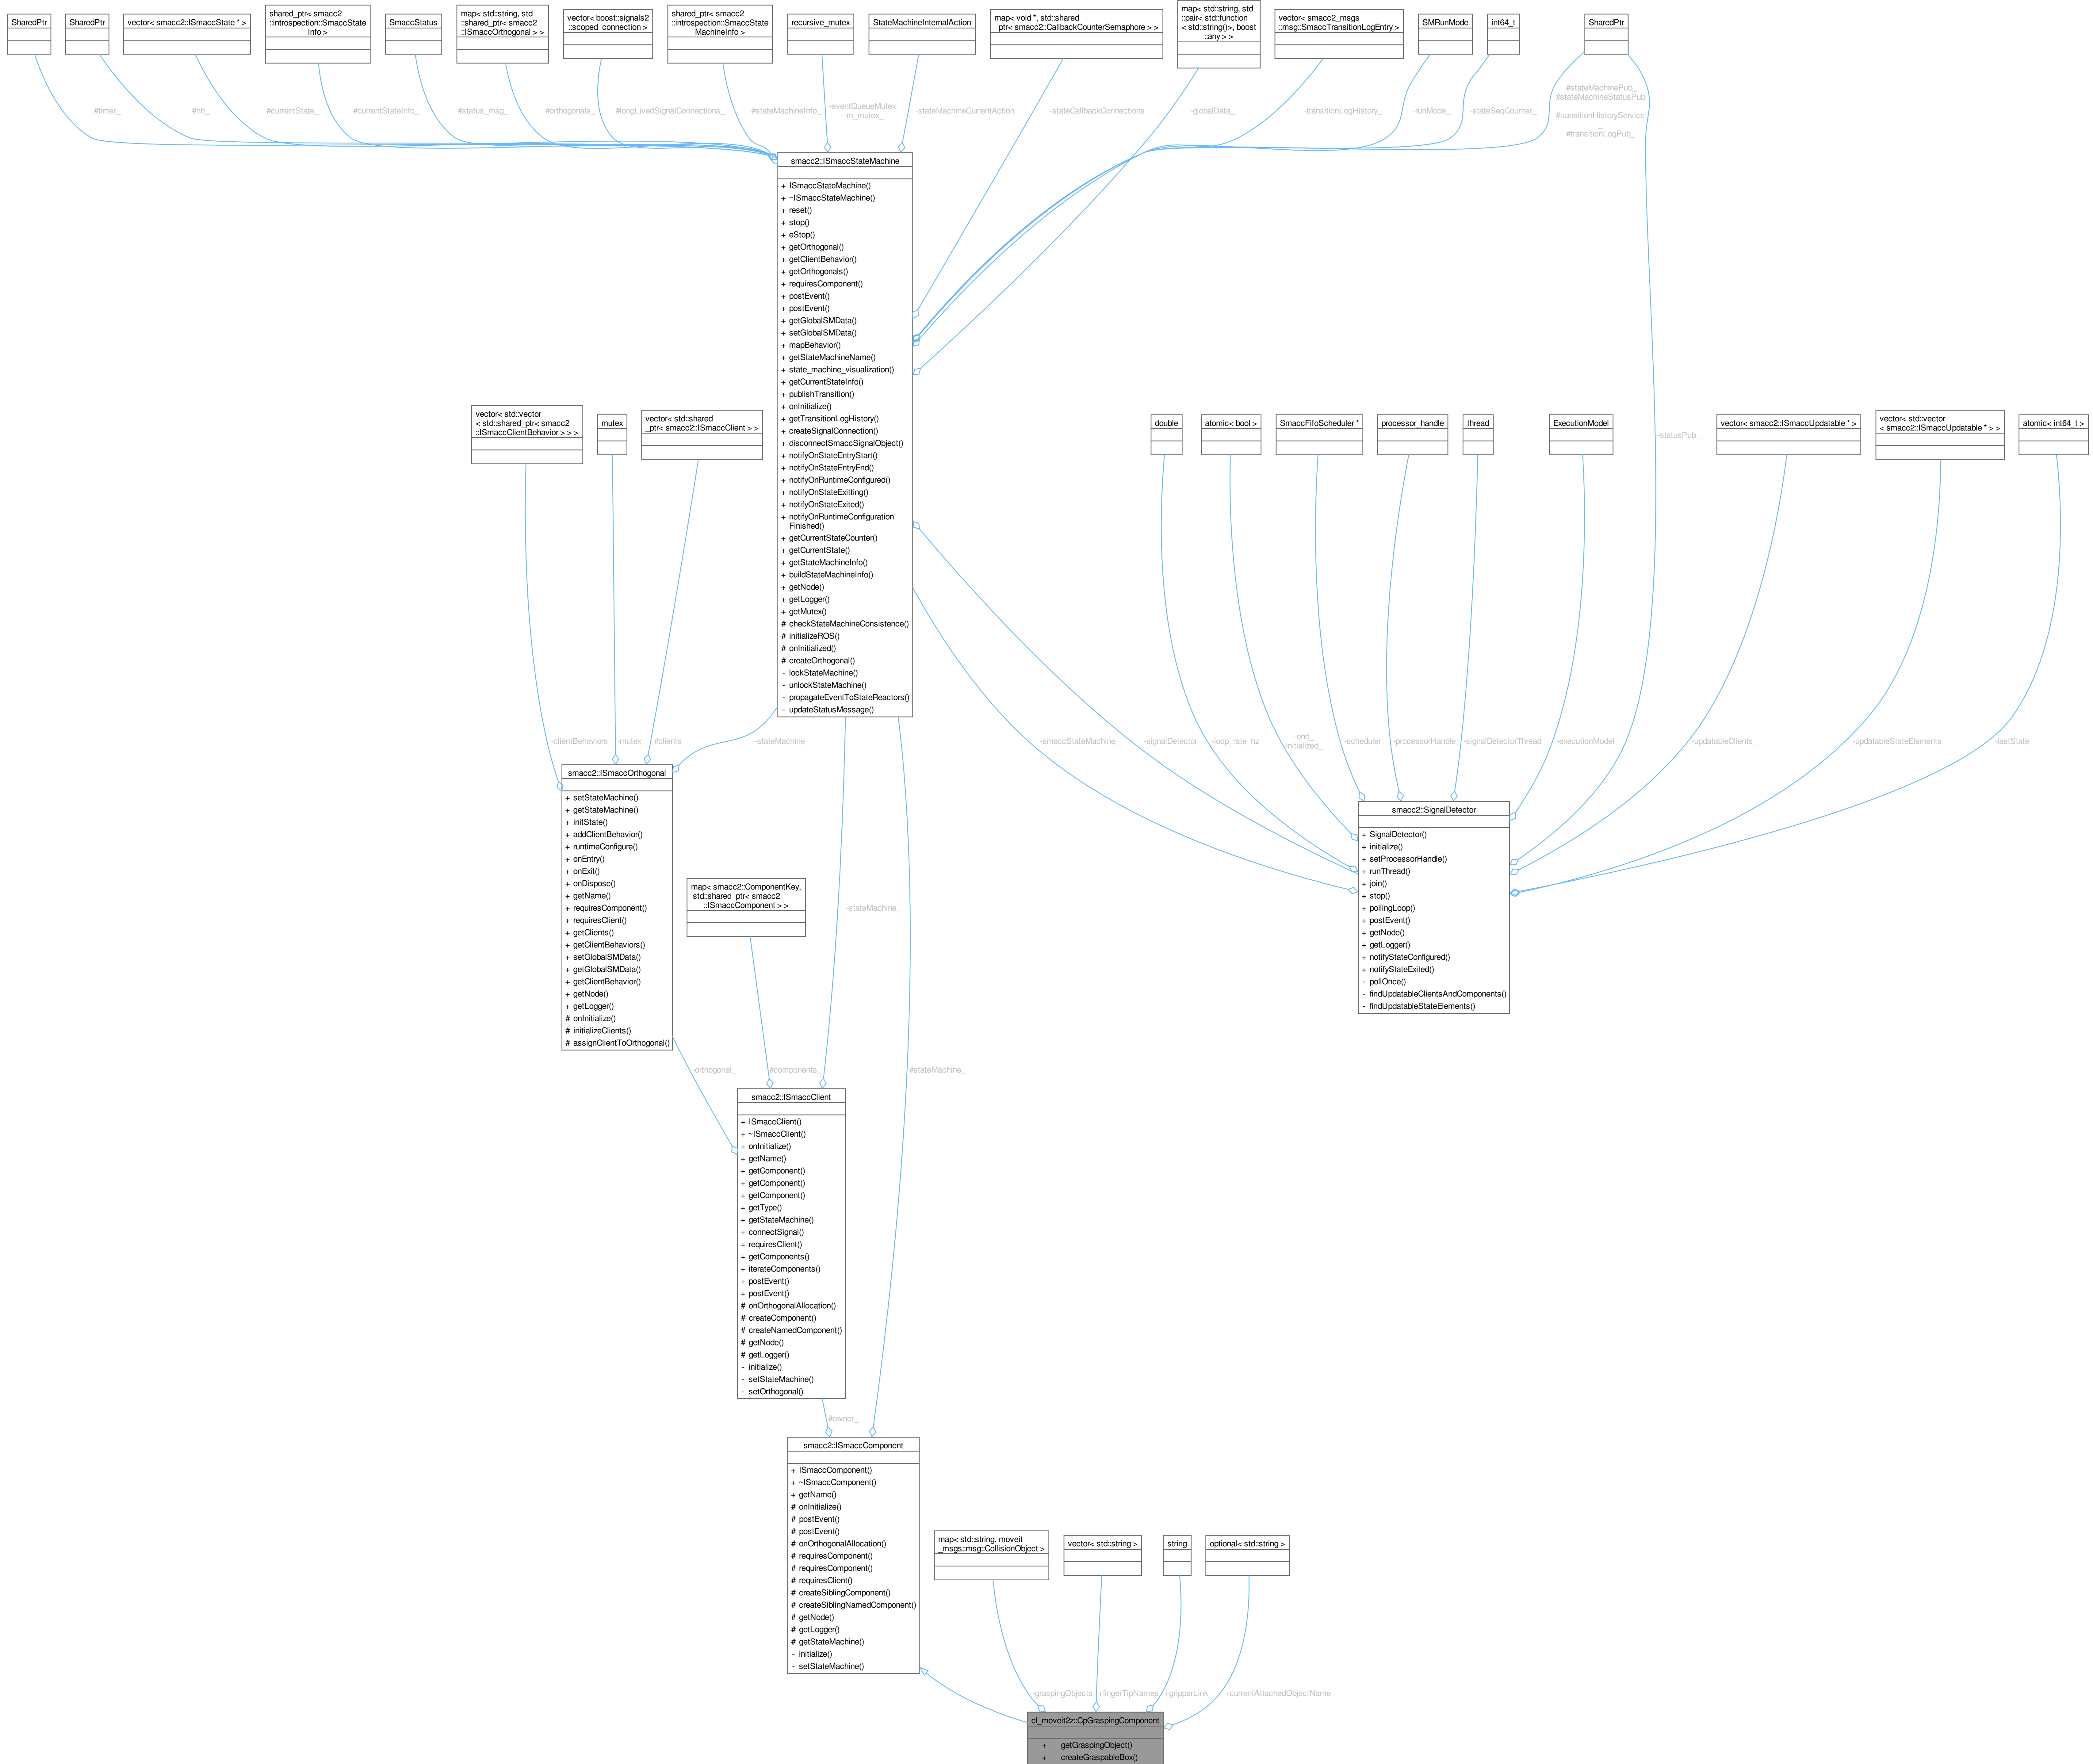 SharedPtr
SharedPtr
vector< smacc2::ISmaccState * >
shared_ptr< smacc2
::introspection::SmaccState
Info >
SmaccStatus
map< std::string, std
::shared_ptr< smacc2
::ISmaccOrthogonal > >
vector< boost::signals2
::scoped_connection >
shared_ptr< smacc2
::introspection::SmaccState
MachineInfo >
recursive_mutex
StateMachineInternalAction
map< void *, std::shared
_ptr< smacc2::CallbackCounterSemaphore > >
map< std::string, std
::pair< std::function
< std::string()>, boost
::any > >
vector< smacc2_msgs
::msg::SmaccTransitionLogEntry >
SMRunMode
int64_t
SharedPtr
#timer_
#nh_
#currentState_
#currentStateInfo_
#status_msg_
#orthogonals_
#longLivedSignalConnections_
#stateMachineInfo_
-eventQueueMutex_
-m_mutex_
-stateMachineCurrentAction
-stateCallbackConnections
-globalData_
-transitionLogHistory_
-runMode_
-stateSeqCounter_
#stateMachinePub_
#stateMachineStatusPub
_
#transitionHistoryService
_
#transitionLogPub_
smacc2::ISmaccStateMachine
+ ISmaccStateMachine()
+ ~ISmaccStateMachine()
+ reset()
+ stop()
+ eStop()
+ getOrthogonal()
+ getClientBehavior()
+ getOrthogonals()
+ requiresComponent()
+ postEvent()
+ postEvent()
+ getGlobalSMData()
+ setGlobalSMData()
+ mapBehavior()
+ getStateMachineName()
+ state_machine_visualization()
+ getCurrentStateInfo()
+ publishTransition()
+ onInitialize()
+ getTransitionLogHistory()
+ createSignalConnection()
+ disconnectSmaccSignalObject()
+ notifyOnStateEntryStart()
+ notifyOnStateEntryEnd()
+ notifyOnRuntimeConfigured()
+ notifyOnStateExitting()
+ notifyOnStateExited()
+ notifyOnRuntimeConfiguration
Finished()
+ getCurrentStateCounter()
+ getCurrentState()
+ getStateMachineInfo()
+ buildStateMachineInfo()
+ getNode()
+ getLogger()
+ getMutex()
# checkStateMachineConsistence()
# initializeROS()
# onInitialized()
# createOrthogonal()
- lockStateMachine()
- unlockStateMachine()
- propagateEventToStateReactors()
- updateStatusMessage()
vector< std::vector
< std::shared_ptr< smacc2
::ISmaccClientBehavior > > >
mutex
vector< std::shared
_ptr< smacc2::ISmaccClient > >
double
atomic< bool >
SmaccFifoScheduler *
processor_handle
thread
ExecutionModel
-statusPub_
vector< smacc2::ISmaccUpdatable * >
vector< std::vector
< smacc2::ISmaccUpdatable * > >
atomic< int64_t >
-clientBehaviors_
-mutex_
#clients_
-stateMachine_
-smaccStateMachine_
-signalDetector_
-loop_rate_hz
-end_
-initialized_
-scheduler_
-processorHandle_
-signalDetectorThread_
-executionModel_
-updatableClients_
-updatableStateElements_
-lastState_
smacc2::ISmaccOrthogonal
+ setStateMachine()
+ getStateMachine()
+ initState()
+ addClientBehavior()
+ runtimeConfigure()
+ onEntry()
+ onExit()
+ onDispose()
+ getName()
+ requiresComponent()
+ requiresClient()
+ getClients()
+ getClientBehaviors()
+ setGlobalSMData()
+ getGlobalSMData()
+ getClientBehavior()
+ getNode()
+ getLogger()
# onInitialize()
# initializeClients()
# assignClientToOrthogonal()
smacc2::SignalDetector
+ SignalDetector()
+ initialize()
+ setProcessorHandle()
+ runThread()
+ join()
+ stop()
+ pollingLoop()
+ postEvent()
+ getNode()
+ getLogger()
+ notifyStateConfigured()
+ notifyStateExited()
- pollOnce()
- findUpdatableClientsAndComponents()
- findUpdatableStateElements()
map< smacc2::ComponentKey,
std::shared_ptr< smacc2
::ISmaccComponent > >
-stateMachine_
-orthogonal_
#components_
#stateMachine_
smacc2::ISmaccClient
+ ISmaccClient()
+ ~ISmaccClient()
+ onInitialize()
+ getName()
+ getComponent()
+ getComponent()
+ getComponent()
+ getType()
+ getStateMachine()
+ connectSignal()
+ requiresClient()
+ getComponents()
+ iterateComponents()
+ postEvent()
+ postEvent()
# onOrthogonalAllocation()
# createComponent()
# createNamedComponent()
# getNode()
# getLogger()
- initialize()
- setStateMachine()
- setOrthogonal()
#owner_
smacc2::ISmaccComponent
+ ISmaccComponent()
+ ~ISmaccComponent()
+ getName()
# onInitialize()
# postEvent()
# postEvent()
# onOrthogonalAllocation()
# requiresComponent()
# requiresComponent()
# requiresClient()
# createSiblingComponent()
# createSiblingNamedComponent()
# getNode()
# getLogger()
# getStateMachine()
- initialize()
- setStateMachine()
map< std::string, moveit
_msgs::msg::CollisionObject >
vector< std::string >
string
optional< std::string >
-graspingObjects
+fingerTipNames
+gripperLink_
+currentAttachedObjectName
cl_moveit2z::CpGraspingComponent
+ getGraspingObject()
+ createGraspableBox()